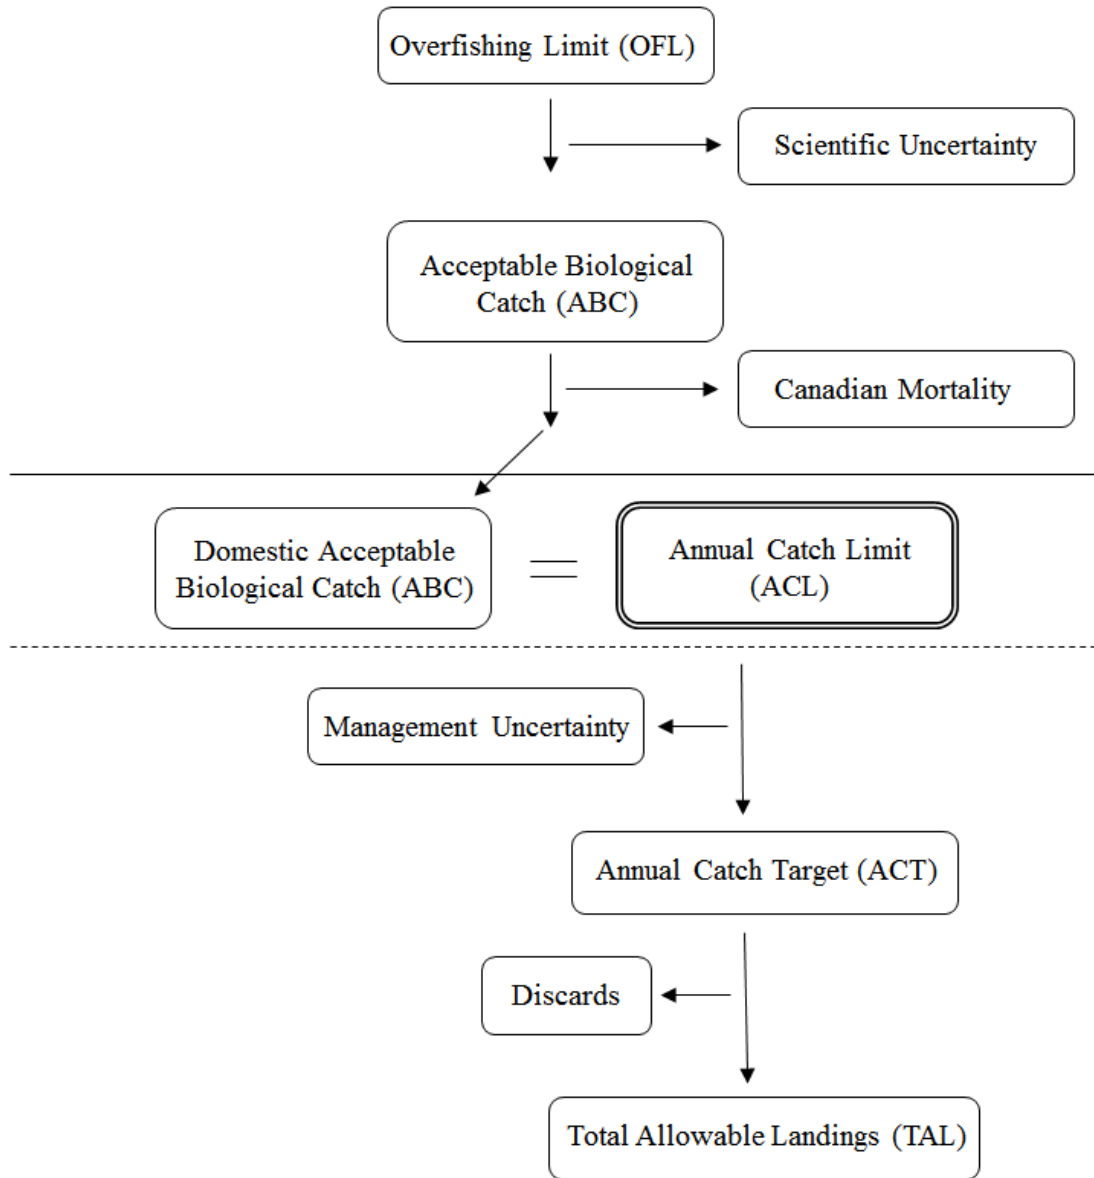 Overfishing Limit (OFL)
Scientific Uncertainty
Acceptable Biological
Catch (ABC)
Canadian Mortality
Domestic Acceptable
Biological Catch (ABC)
Annual Catch Limit
(ACL)
Management Uncertainty
Annual Catch Target (ACT)
Discards
Total Allowable Landings (TAL)